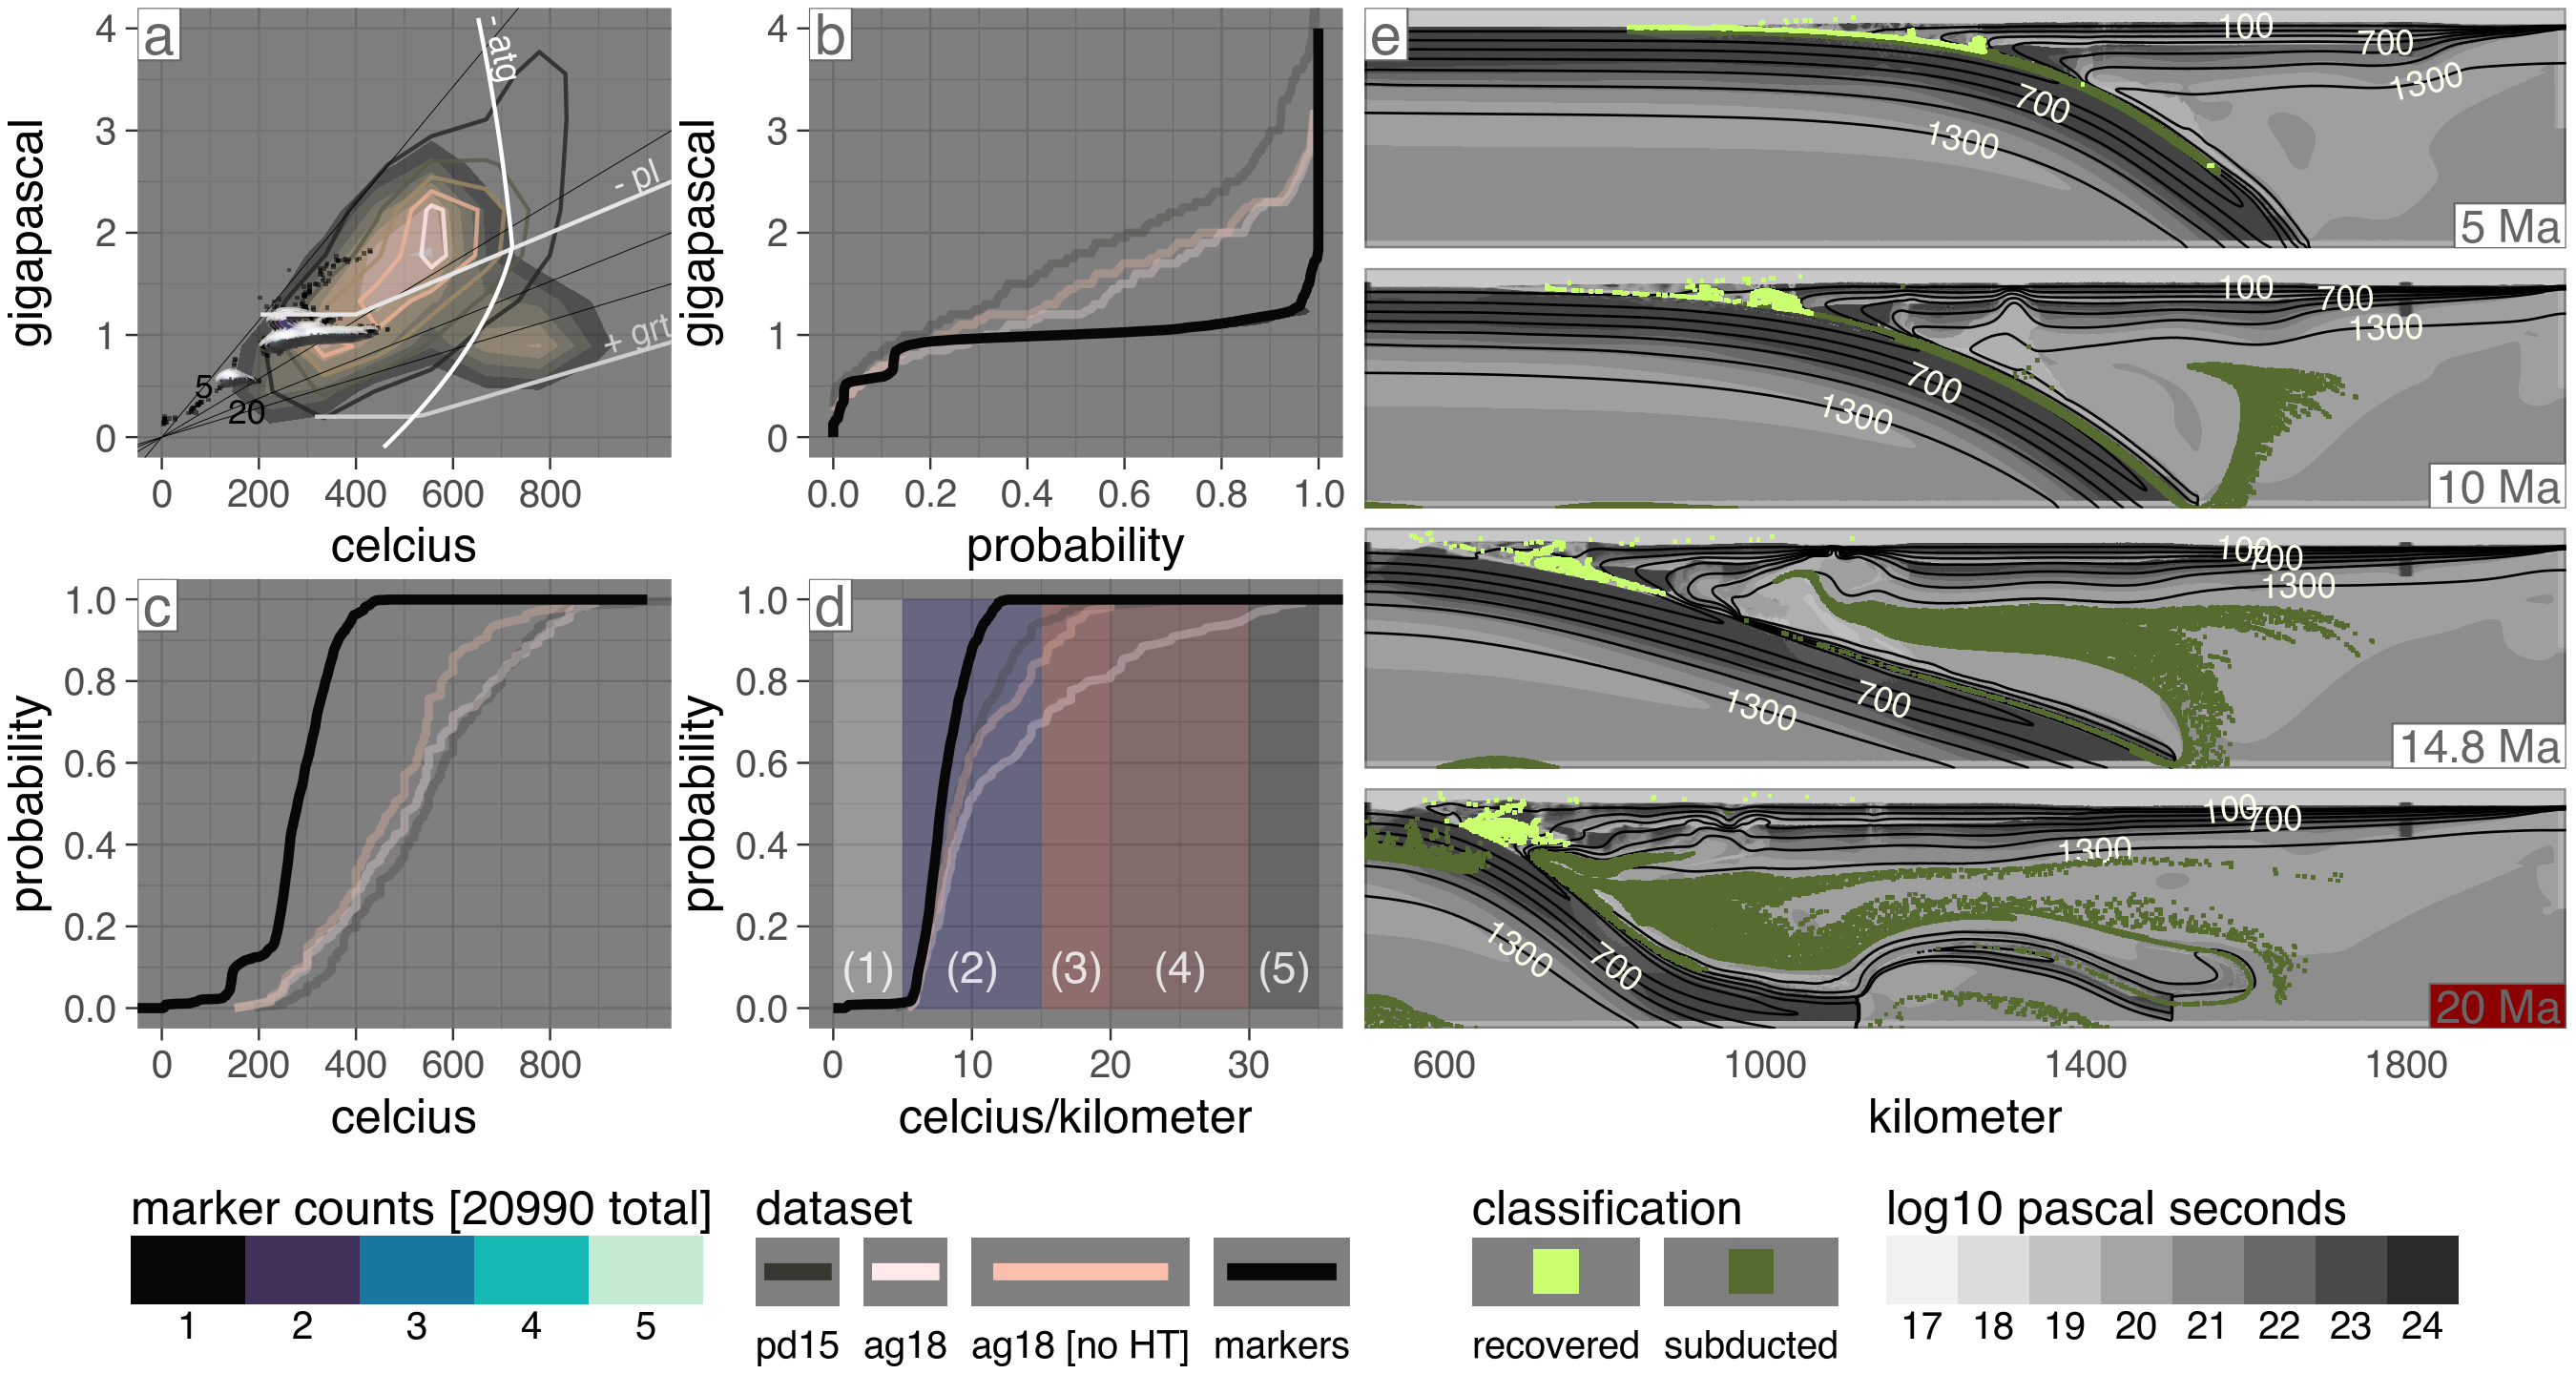 a
- atg
- pl
+ grt
5
20
4
3
2
1
0
gigapascal
0
200
400
600
800
celcius
b
4
3
2
1
0
gigapascal
0.0
0.2
0.4
0.6
0.8
1.0
probability
c
1.0
0.8
0.6
0.4
0.2
0.0
probability
0
200
400
600
800
celcius
d
1.0
0.8
0.6
0.4
0.2
0.0
probability
(1)
(2)
(3)
(4)
(5)
0
10
20
30
celcius/kilometer
e
100
700
1300
700
1300
5 Ma
100
700
1300
700
1300
10 Ma
100
700
1300
700
1300
14.8 Ma
100
700
1300
1300
700
20 Ma
600
1000
1400
1800
kilometer
marker counts [20990 total]
1
2
3
4
5
dataset
pd15
ag18
ag18 [no HT]
markers
classification
recovered
subducted
log10 pascal seconds
17
18
19
20
21
22
23
24